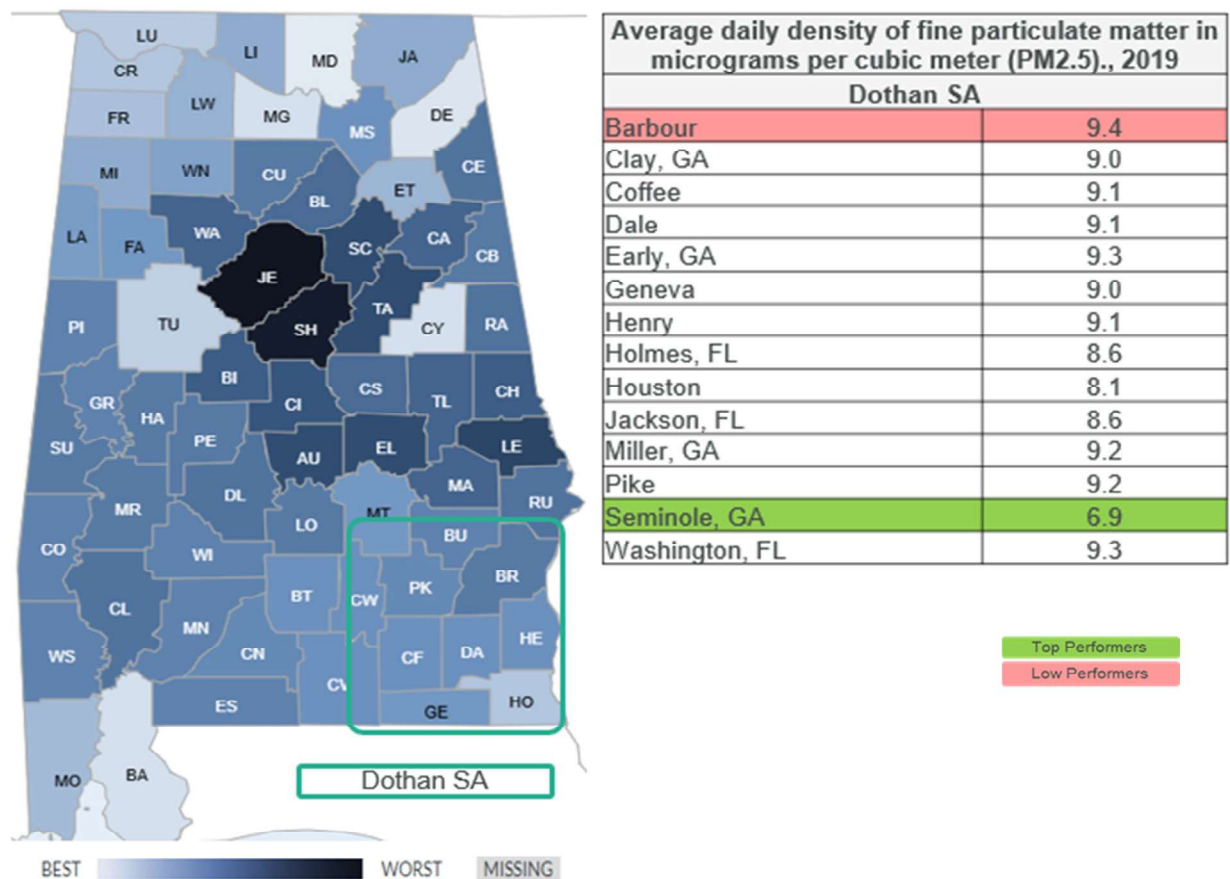 LU
LI
MD
JA
CR
LW
MG
FR
MS
DE
MI
WN
CU
CE
ET
BL
LA
FA
WA
SC
CA
CB
JE
TA
PI
TU
SH
CY
RA
BI
CS
CH
GR
HA
CI
TL
SU
PE
AU
EL
LE
MA
DL
RU
MR
LO
MT
BU
CO
WI
BR
BT
CW
PK
CL
MN
HE
WS
CN
CF
DA
CV
HO
ES
GE
MO
BA
Dothan SA
BEST
WORST
MISSING
Average daily density of fine particulate matter in
micrograms per cubic meter (PM2.5)., 2019
Dothan SA
Barbour 9.4
Clay, GA 9.0
Coffee 9.1
Dale 9.1
Early, GA 9.3
Geneva 9.0
Henry 9.1
Holmes, FL 8.6
Houston 8.1
Jackson, FL 8.6
Miller, GA 9.2
Pike 9.2
Seminole, GA 6.9
Washington, FL 9.3
Top Performers
Low Performers